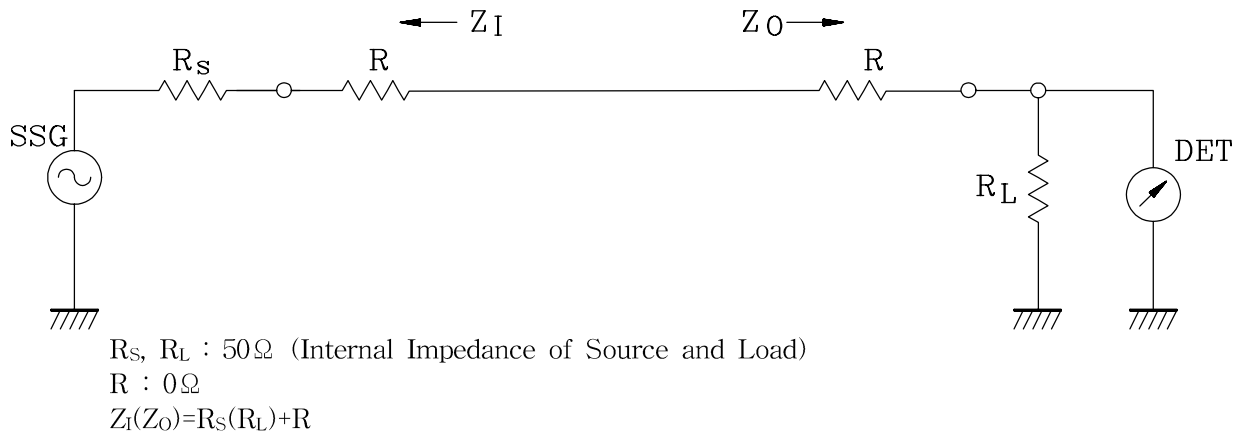 Z_I Z_O
R_S R R
SSG
DET
R_L
R_S, R_L : 50Ω (Internal Impedance of Source and Load)
R : 0Ω
Z_I(Z_O)=R_S(R_L)+R